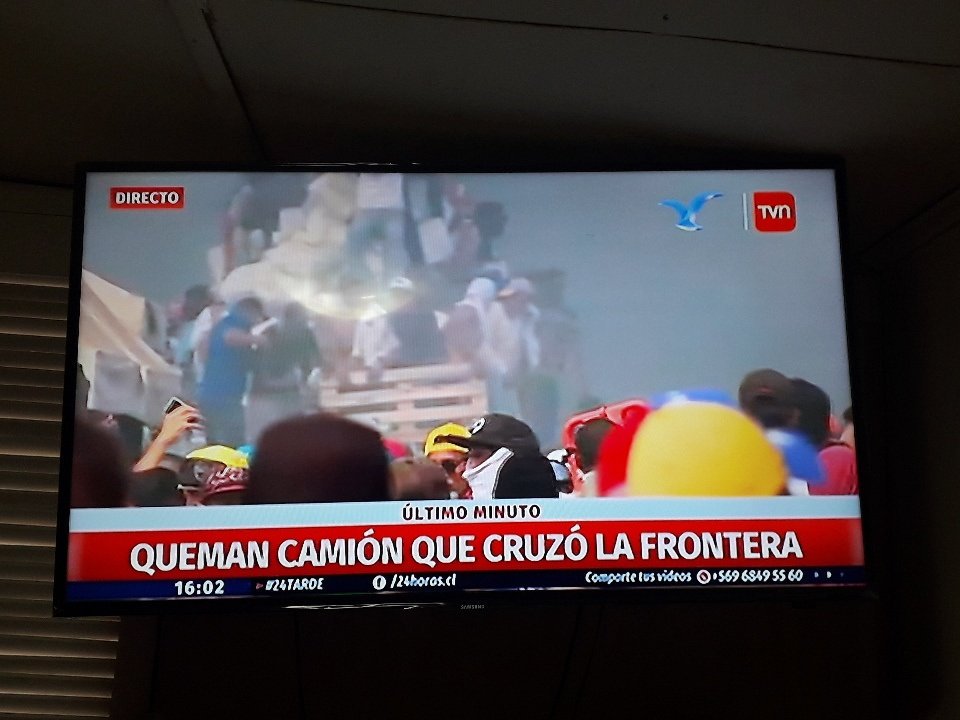 DIRECTO
TVN
ÚLTIMO MINUTO
QUEMAN CAMIÓN QUE CRUZÓ LA FRONTERA
16:02 #24TARDE /24horas.cl Comparte tus videos +569 6849 55 60
SAMSUNG